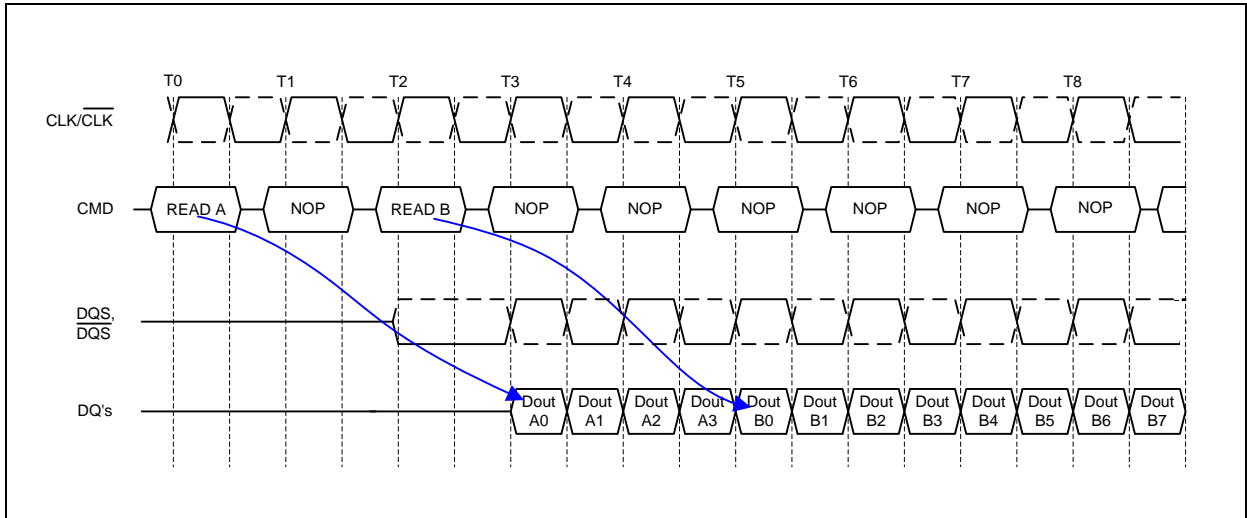 T0 T1 T2 T3 T4 T5 T6 T7 T8
CLK/CLK
CMD READ A NOP READ B NOP NOP NOP NOP NOP NOP
DQS,
DQS
DQ's Dout Dout Dout Dout Dout Dout Dout Dout Dout Dout Dout Dout
A0 A1 A2 A3 B0 B1 B2 B3 B4 B5 B6 B7